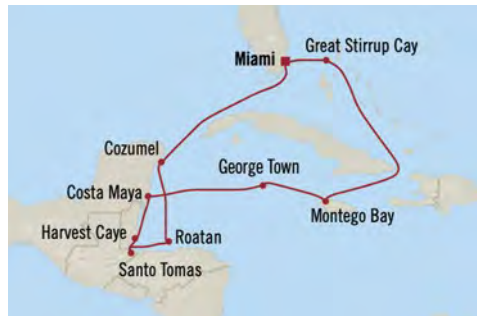 Great Stirrup Cay
Miami
Cozumel
George Town
Costa Maya
Montego Bay
Harvest Caye
Roatan
Santo Tomas